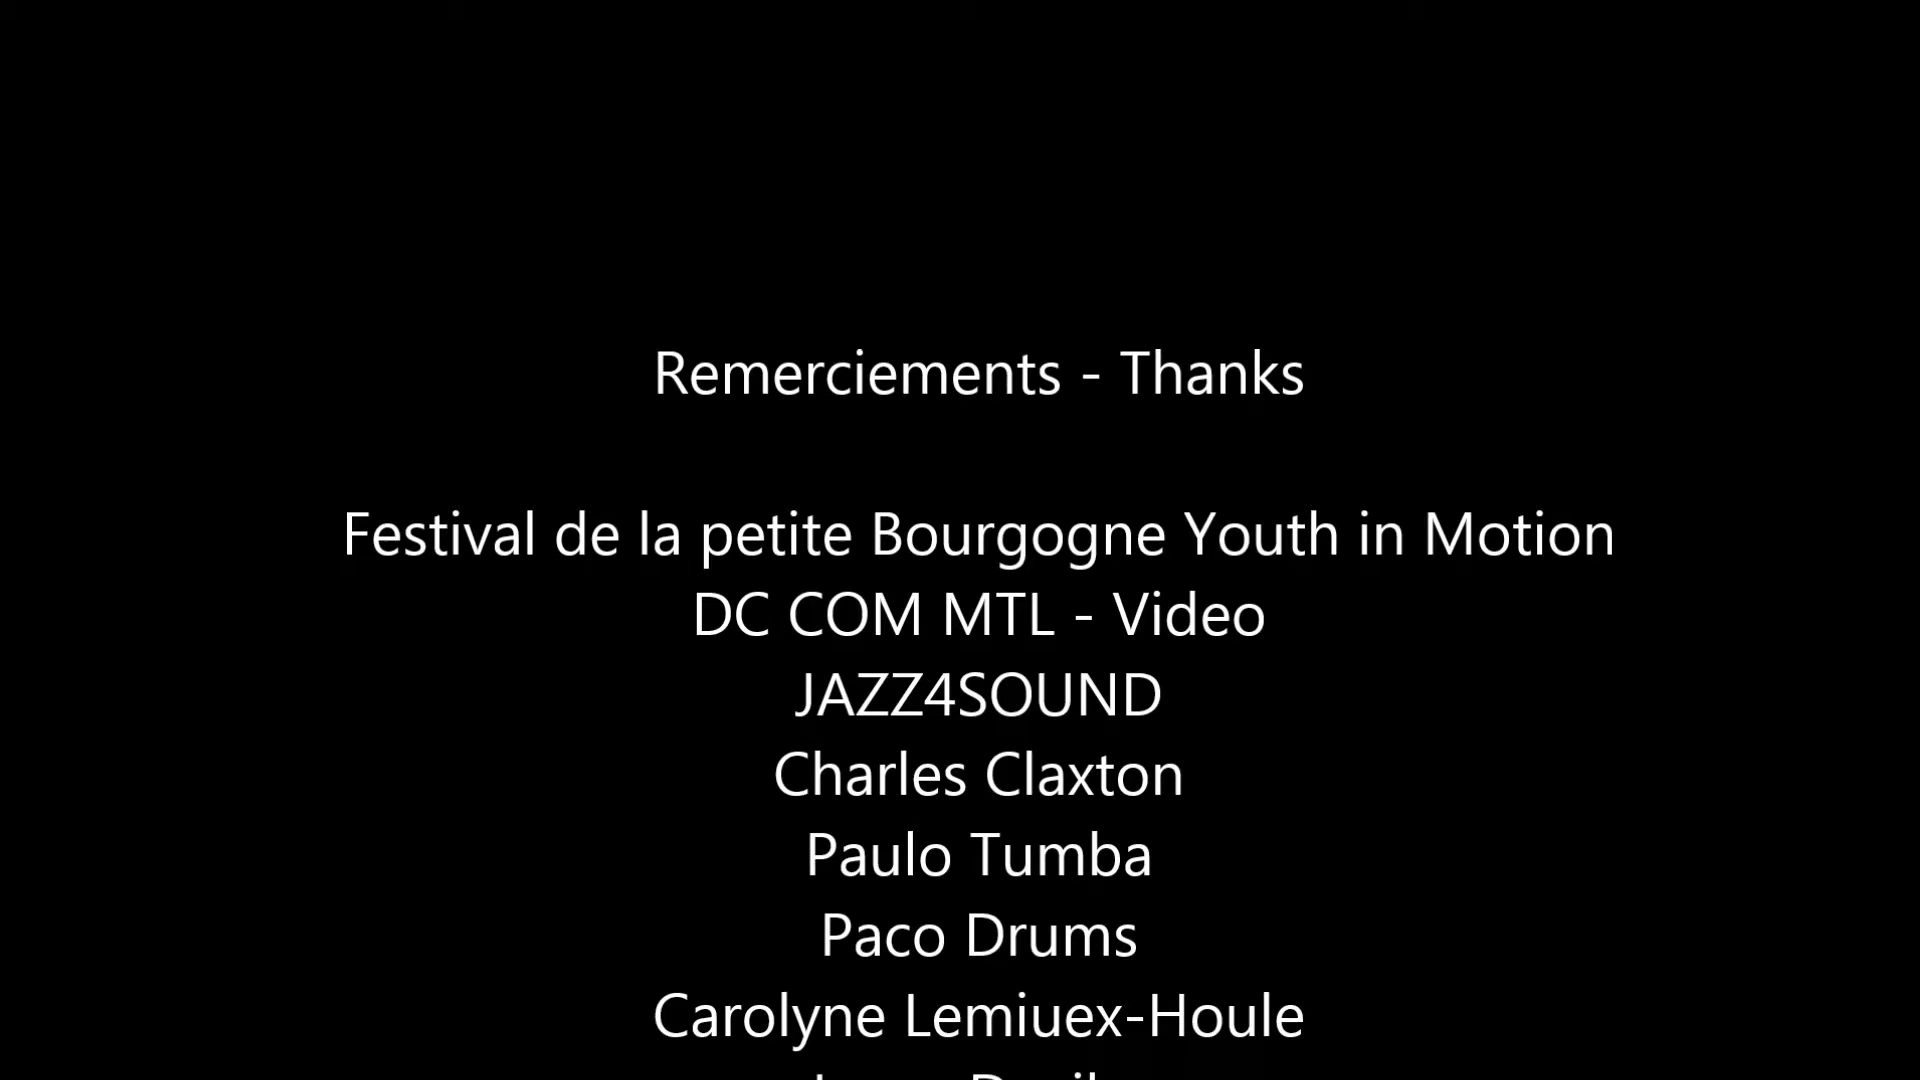 Remerciements - Thanks
Festival de la petite Bourgogne Youth in Motion
DC COM MTL - Video
JAZZ4SOUND
Charles Claxton
Paulo Tumba
Paco Drums
Carolyne Lemiuex-Houle